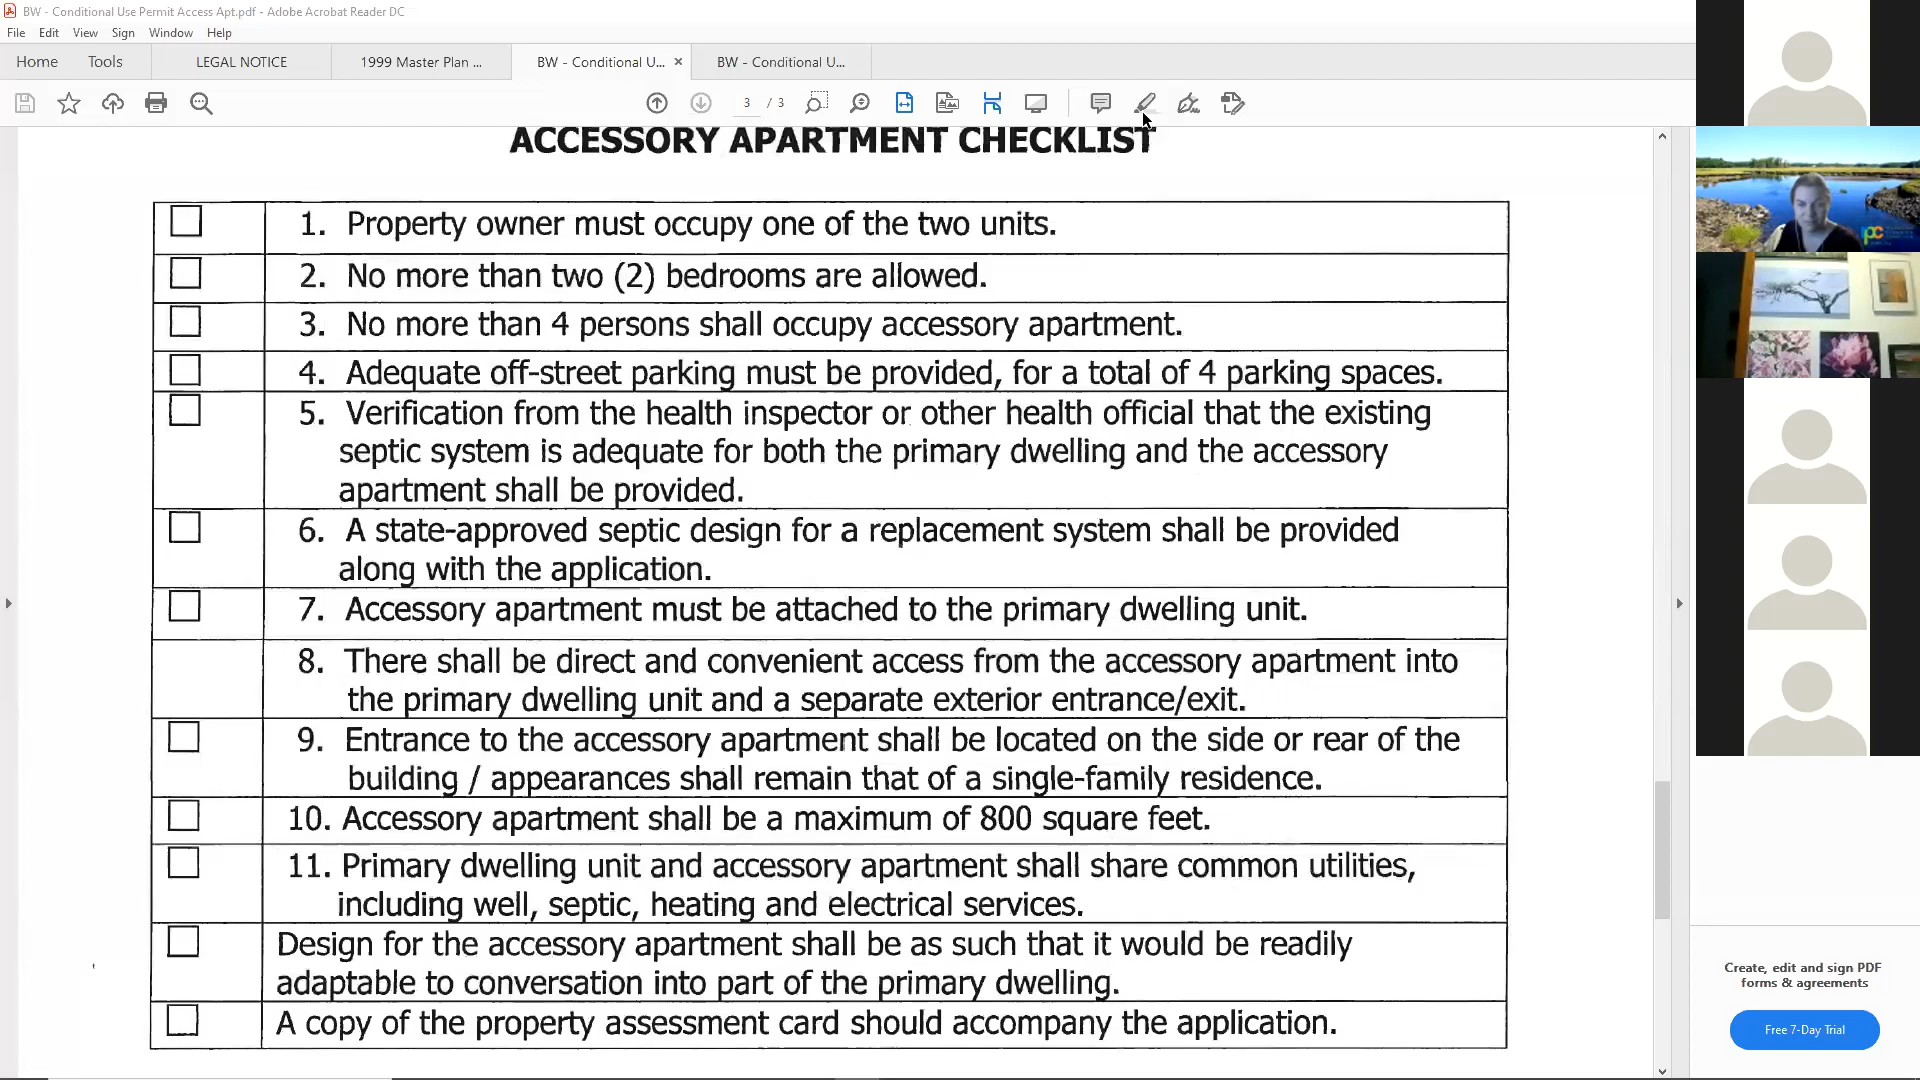 BW - Conditional Use Permit Access Apt.pdf - Adobe Acrobat Reader DC
File Edit View Sign Window Help
Home Tools LEGAL NOTICE 1999 Master Plan ... BW - Conditional U... × BW - Conditional U...
3 / 3
ACCESSORY APARTMENT CHECKLIST
1. Property owner must occupy one of the two units.
2. No more than two (2) bedrooms are allowed.
3. No more than 4 persons shall occupy accessory apartment.
4. Adequate off-street parking must be provided, for a total of 4 parking spaces.
5. Verification from the health inspector or other health official that the existing
septic system is adequate for both the primary dwelling and the accessory
apartment shall be provided.
6. A state-approved septic design for a replacement system shall be provided
along with the application.
7. Accessory apartment must be attached to the primary dwelling unit.
8. There shall be direct and convenient access from the accessory apartment into
the primary dwelling unit and a separate exterior entrance/exit.
9. Entrance to the accessory apartment shall be located on the side or rear of the
building / appearances shall remain that of a single-family residence.
10. Accessory apartment shall be a maximum of 800 square feet.
11. Primary dwelling unit and accessory apartment shall share common utilities,
including well, septic, heating and electrical services.
Design for the accessory apartment shall be as such that it would be readily
adaptable to conversation into part of the primary dwelling.
A copy of the property assessment card should accompany the application.
pc
Create, edit and sign PDF
forms & agreements
Free 7-Day Trial